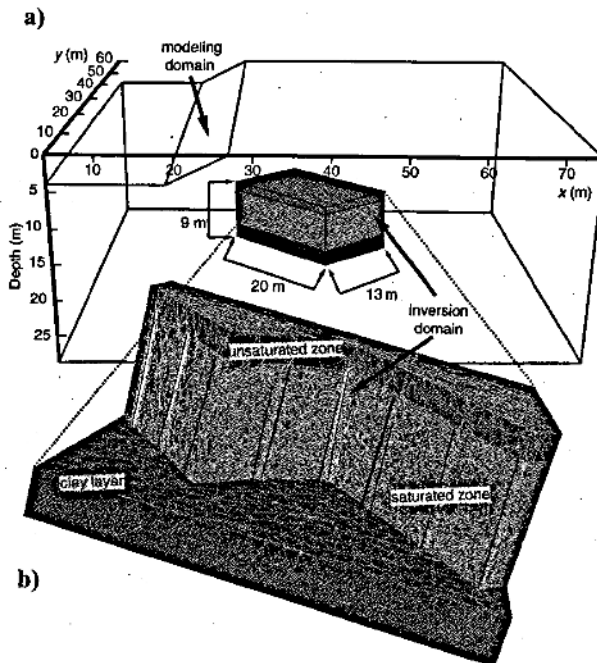 a)
y (m) 60
50
40
30
20
10
modeling
domain
0
10 20 30 40 50 60 70
x (m)
5
10
15
20
25
Depth (m)
9 m
20 m
13 m
inversion
domain
unsaturated zone
clay layer
saturated zone
b)